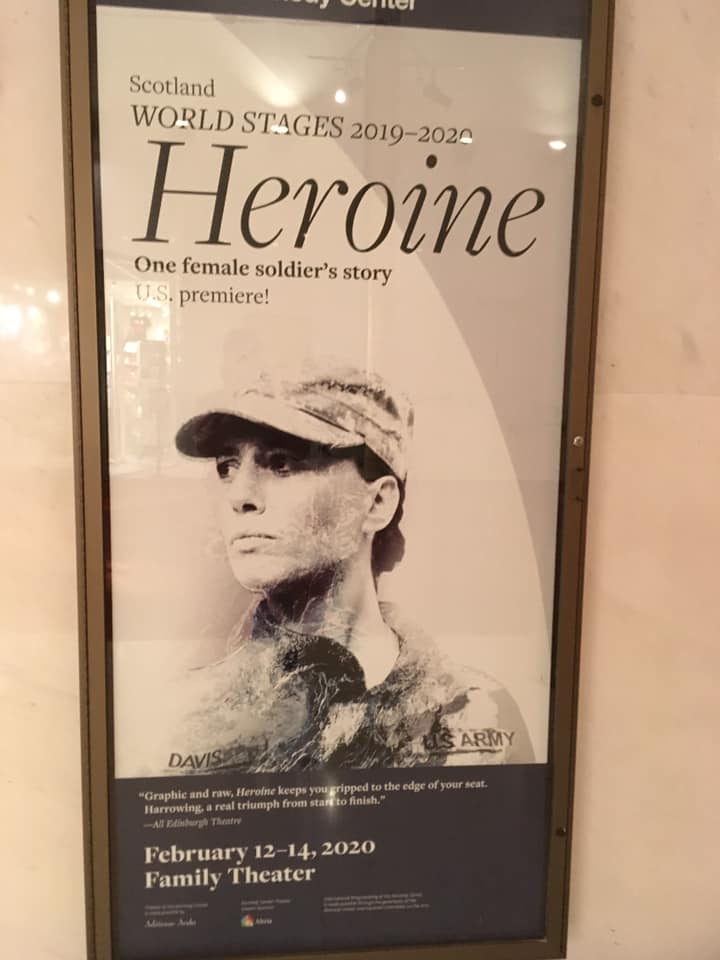 Center
Scotland
WORLD STAGES 2019–2020
Heroine
One female soldier's story
U.S. premiere!
DAVIS
U.S ARMY
“Graphic and raw, Heroine keeps you gripped to the edge of your seat.
Harrowing, a real triumph from start to finish.”
—All Edinburgh Theatre
February 12–14, 2020
Family Theater
Altria